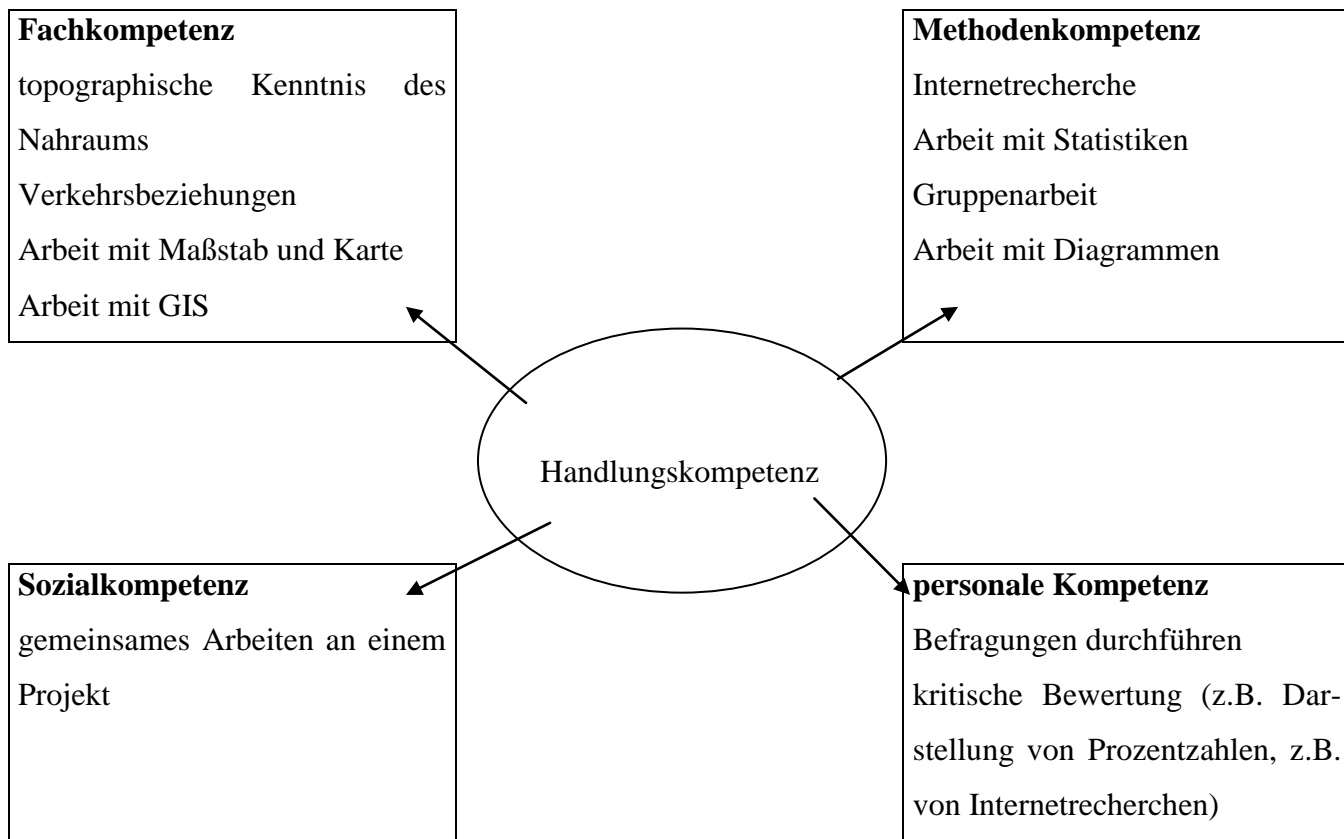 Fachkompetenz
topographische Kenntnis des
Nahraums
Verkehrsbeziehungen
Arbeit mit Maßstab und Karte
Arbeit mit GIS
Methodenkompetenz
Internetrecherche
Arbeit mit Statistiken
Gruppenarbeit
Arbeit mit Diagrammen
Handlungskompetenz
Sozialkompetenz
gemeinsames Arbeiten an einem
Projekt
personale Kompetenz
Befragungen durchführen
kritische Bewertung (z.B. Dar-
stellung von Prozentzahlen, z.B.
von Internetrecherchen)